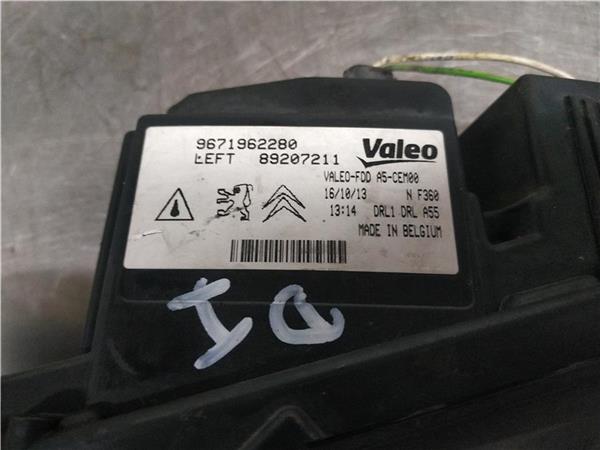 9671962280
LEFT 89207211
Valeo
VALEO-FDD A5-CEM00
16/10/13 N F360
13:14 DRL1 DRL A55
MADE IN BELGIUM
ID